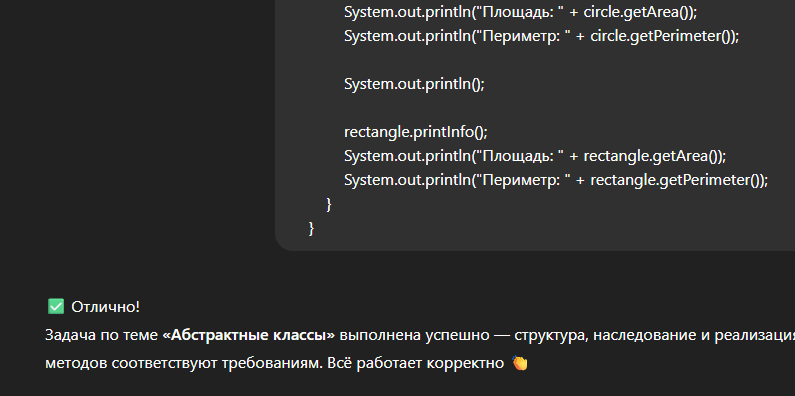 System.out.println("Площадь: " + circle.getArea());
System.out.println("Периметр: " + circle.getPerimeter());
System.out.println();
rectangle.printInfo();
System.out.println("Площадь: " + rectangle.getArea());
System.out.println("Периметр: " + rectangle.getPerimeter());
}
}
✅ Отлично!
Задача по теме «Абстрактные классы» выполнена успешно — структура, наследование и реализация
методов соответствуют требованиям. Всё работает корректно 👏